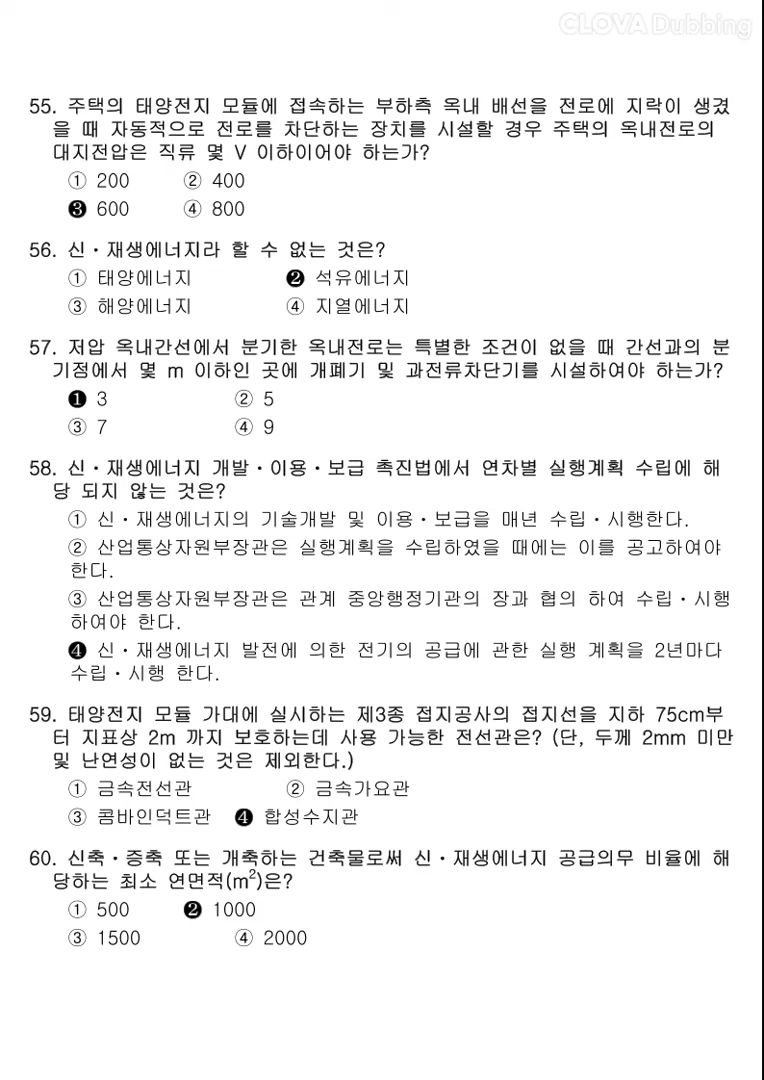 CLOVA Dubbing
55. 주택의 태양전지 모듈에 접속하는 부하측 옥내 배선을 전로에 지락이 생겼
을 때 자동적으로 전로를 차단하는 장치를 시설할 경우 주택의 옥내전로의
대지전압은 직류 몇 V 이하이어야 하는가?
① 200 ② 400
❸ 600 ④ 800
56. 신・재생에너지라 할 수 없는 것은?
① 태양에너지 ❷ 석유에너지
③ 해양에너지 ④ 지열에너지
57. 저압 옥내간선에서 분기한 옥내전로는 특별한 조건이 없을 때 간선과의 분
기점에서 몇 m 이하인 곳에 개폐기 및 과전류차단기를 시설하여야 하는가?
❶ 3 ② 5
③ 7 ④ 9
58. 신・재생에너지 개발・이용・보급 촉진법에서 연차별 실행계획 수립에 해
당 되지 않는 것은?
① 신・재생에너지의 기술개발 및 이용・보급을 매년 수립・시행한다.
② 산업통상자원부장관은 실행계획을 수립하였을 때에는 이를 공고하여야
한다.
③ 산업통상자원부장관은 관계 중앙행정기관의 장과 협의 하여 수립・시행
하여야 한다.
❹ 신・재생에너지 발전에 의한 전기의 공급에 관한 실행 계획을 2년마다
수립・시행 한다.
59. 태양전지 모듈 가대에 실시하는 제3종 접지공사의 접지선을 지하 75cm부
터 지표상 2m 까지 보호하는데 사용 가능한 전선관은? (단, 두께 2mm 미만
및 난연성이 없는 것은 제외한다.)
① 금속전선관 ② 금속가요관
③ 콤바인덕트관 ❹ 합성수지관
60. 신축・증축 또는 개축하는 건축물로써 신・재생에너지 공급의무 비율에 해
당하는 최소 연면적(m²)은?
① 500 ❷ 1000
③ 1500 ④ 2000